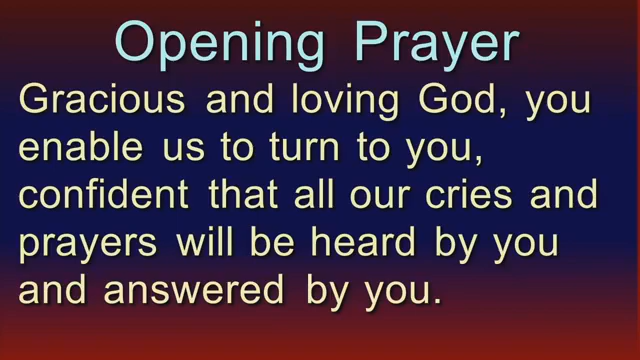 Opening Prayer
Gracious and loving God, you
enable us to turn to you,
confident that all our cries and
prayers will be heard by you
and answered by you.